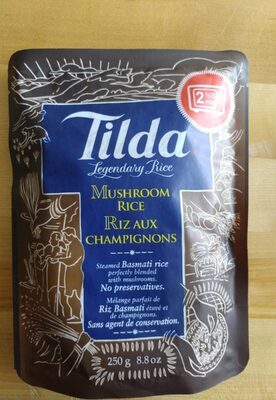 2
Tilda
Legendary Rice
MUSHROOM
RICE
RIZ AUX
CHAMPIGNONS
Steamed Basmati rice
perfectly blended
with mushrooms.
No preservatives.
Mélange parfait de
Riz Basmati étuvé et
de champignons.
Sans agent de conservation.
250 g 8.8 oz